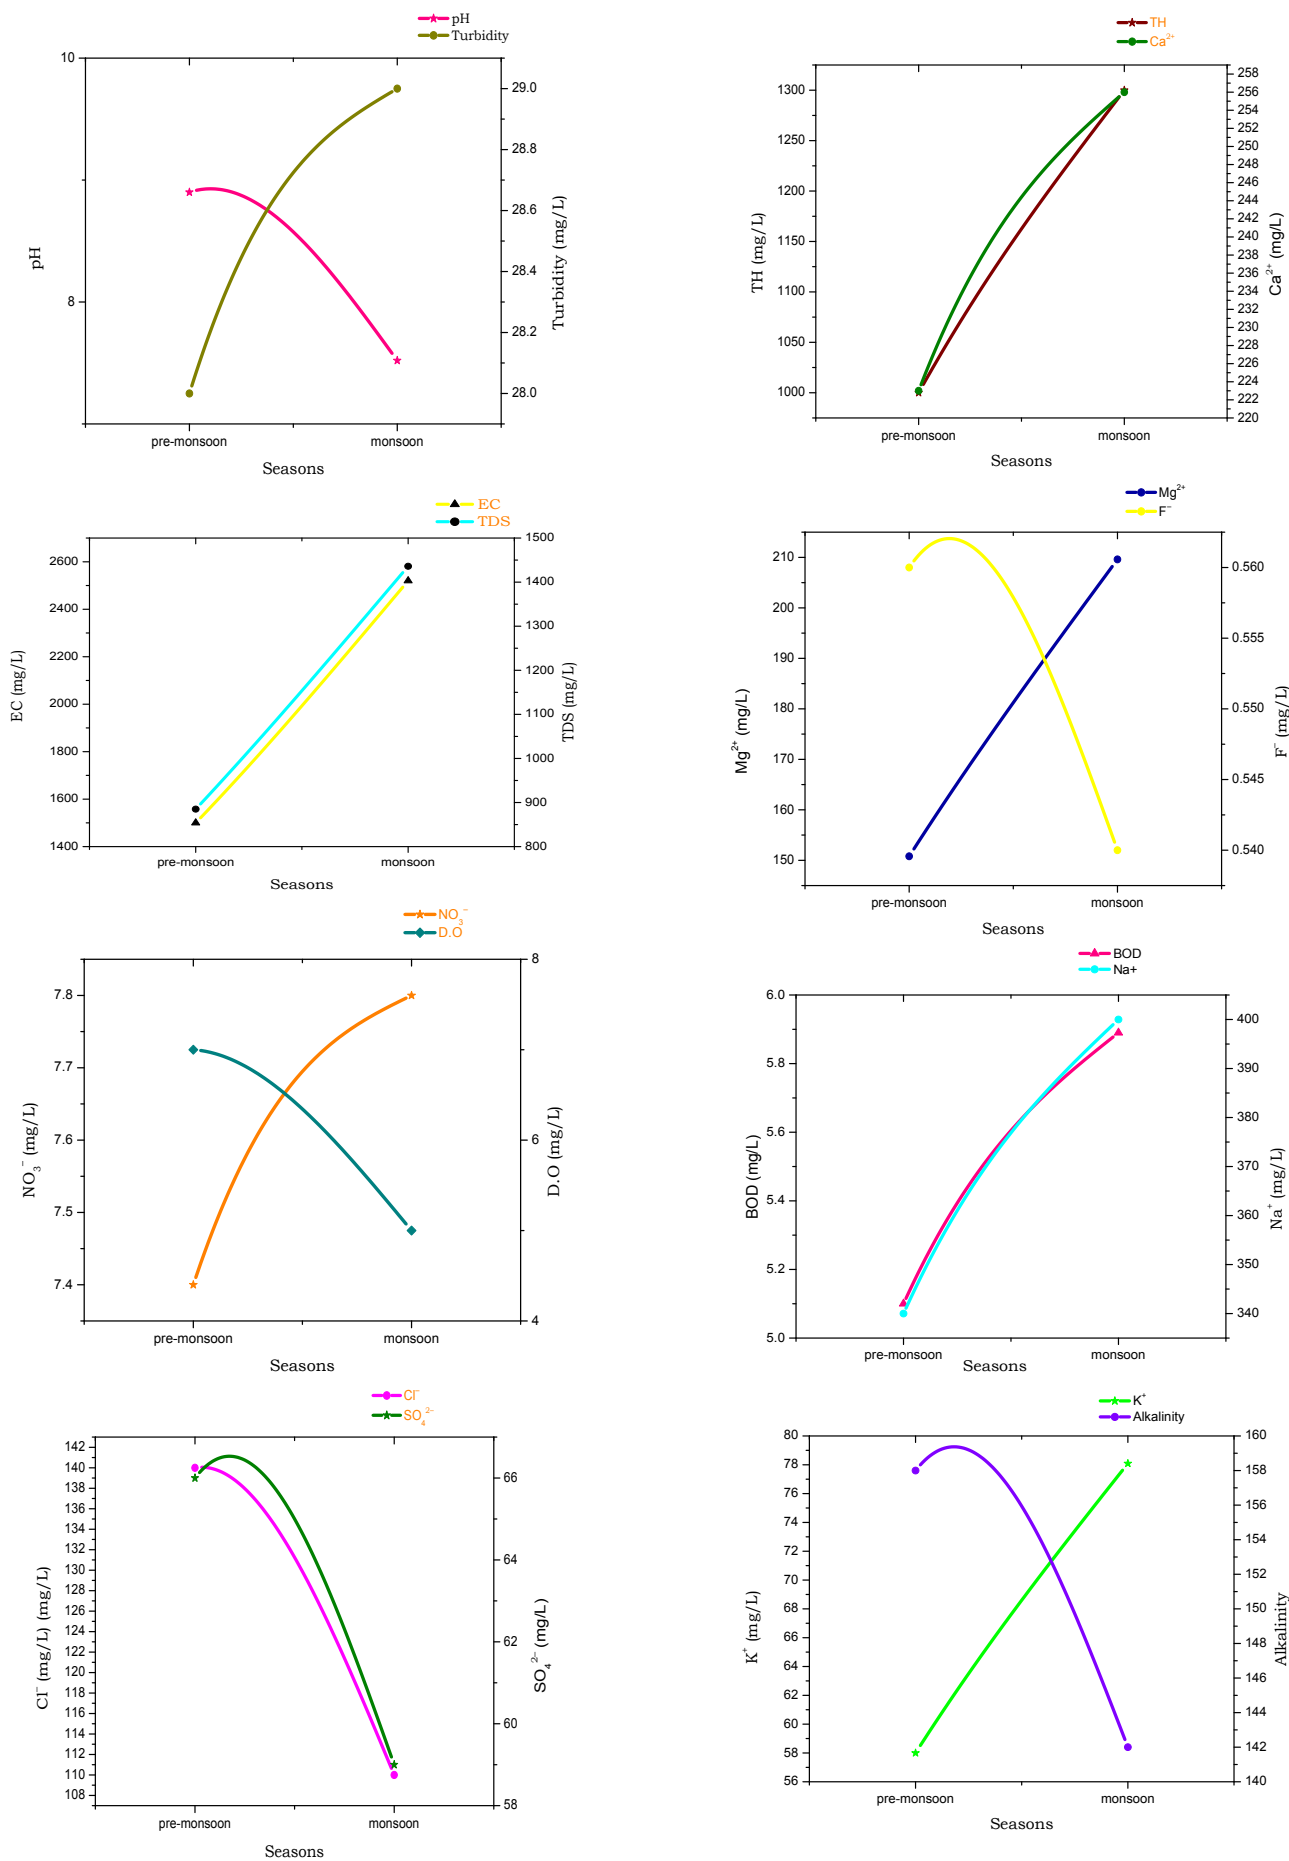 pH
Turbidity
10
8
pH
29.0
28.8
28.6
28.4
28.2
28.0
Turbidity (mg/L)
pre-monsoon
monsoon
Seasons
TH
Ca²⁺
1300
1250
1200
1150
1100
1050
1000
TH (mg/L)
258
256
254
252
250
248
246
244
242
240
238
236
234
232
230
228
226
224
222
220
Ca²⁺ (mg/L)
pre-monsoon
monsoon
Seasons
EC
TDS
2600
2400
2200
2000
1800
1600
1500
1400
EC (mg/L)
1500
1400
1300
1200
1100
1000
900
800
TDS (mg/L)
pre-monsoon
monsoon
Seasons
Mg²⁺
F⁻
210
200
190
180
170
160
150
Mg²⁺ (mg/L)
0.560
0.555
0.550
0.545
0.540
F⁻ (mg/L)
pre-monsoon
monsoon
Seasons
NO₃⁻
D.O
7.8
7.7
7.6
7.5
7.4
NO₃⁻ (mg/L)
8
6
4
D.O (mg/L)
pre-monsoon
monsoon
Seasons
BOD
Na+
6.0
5.8
5.6
5.4
5.2
5.0
BOD (mg/L)
400
390
380
370
360
350
340
Na⁺ (mg/L)
pre-monsoon
monsoon
Seasons
Cl⁻
SO₄²⁻
142
140
138
136
134
132
130
128
126
124
122
120
118
116
114
112
110
108
Cl⁻ (mg/L) (mg/L)
66
64
62
60
58
SO₄²⁻ (mg/L)
pre-monsoon
monsoon
Seasons
K⁺
Alkalinity
80
78
76
74
72
70
68
66
64
62
60
58
56
K⁺ (mg/L)
160
158
156
154
152
150
148
146
144
142
140
Alkalinity
pre-monsoon
monsoon
Seasons